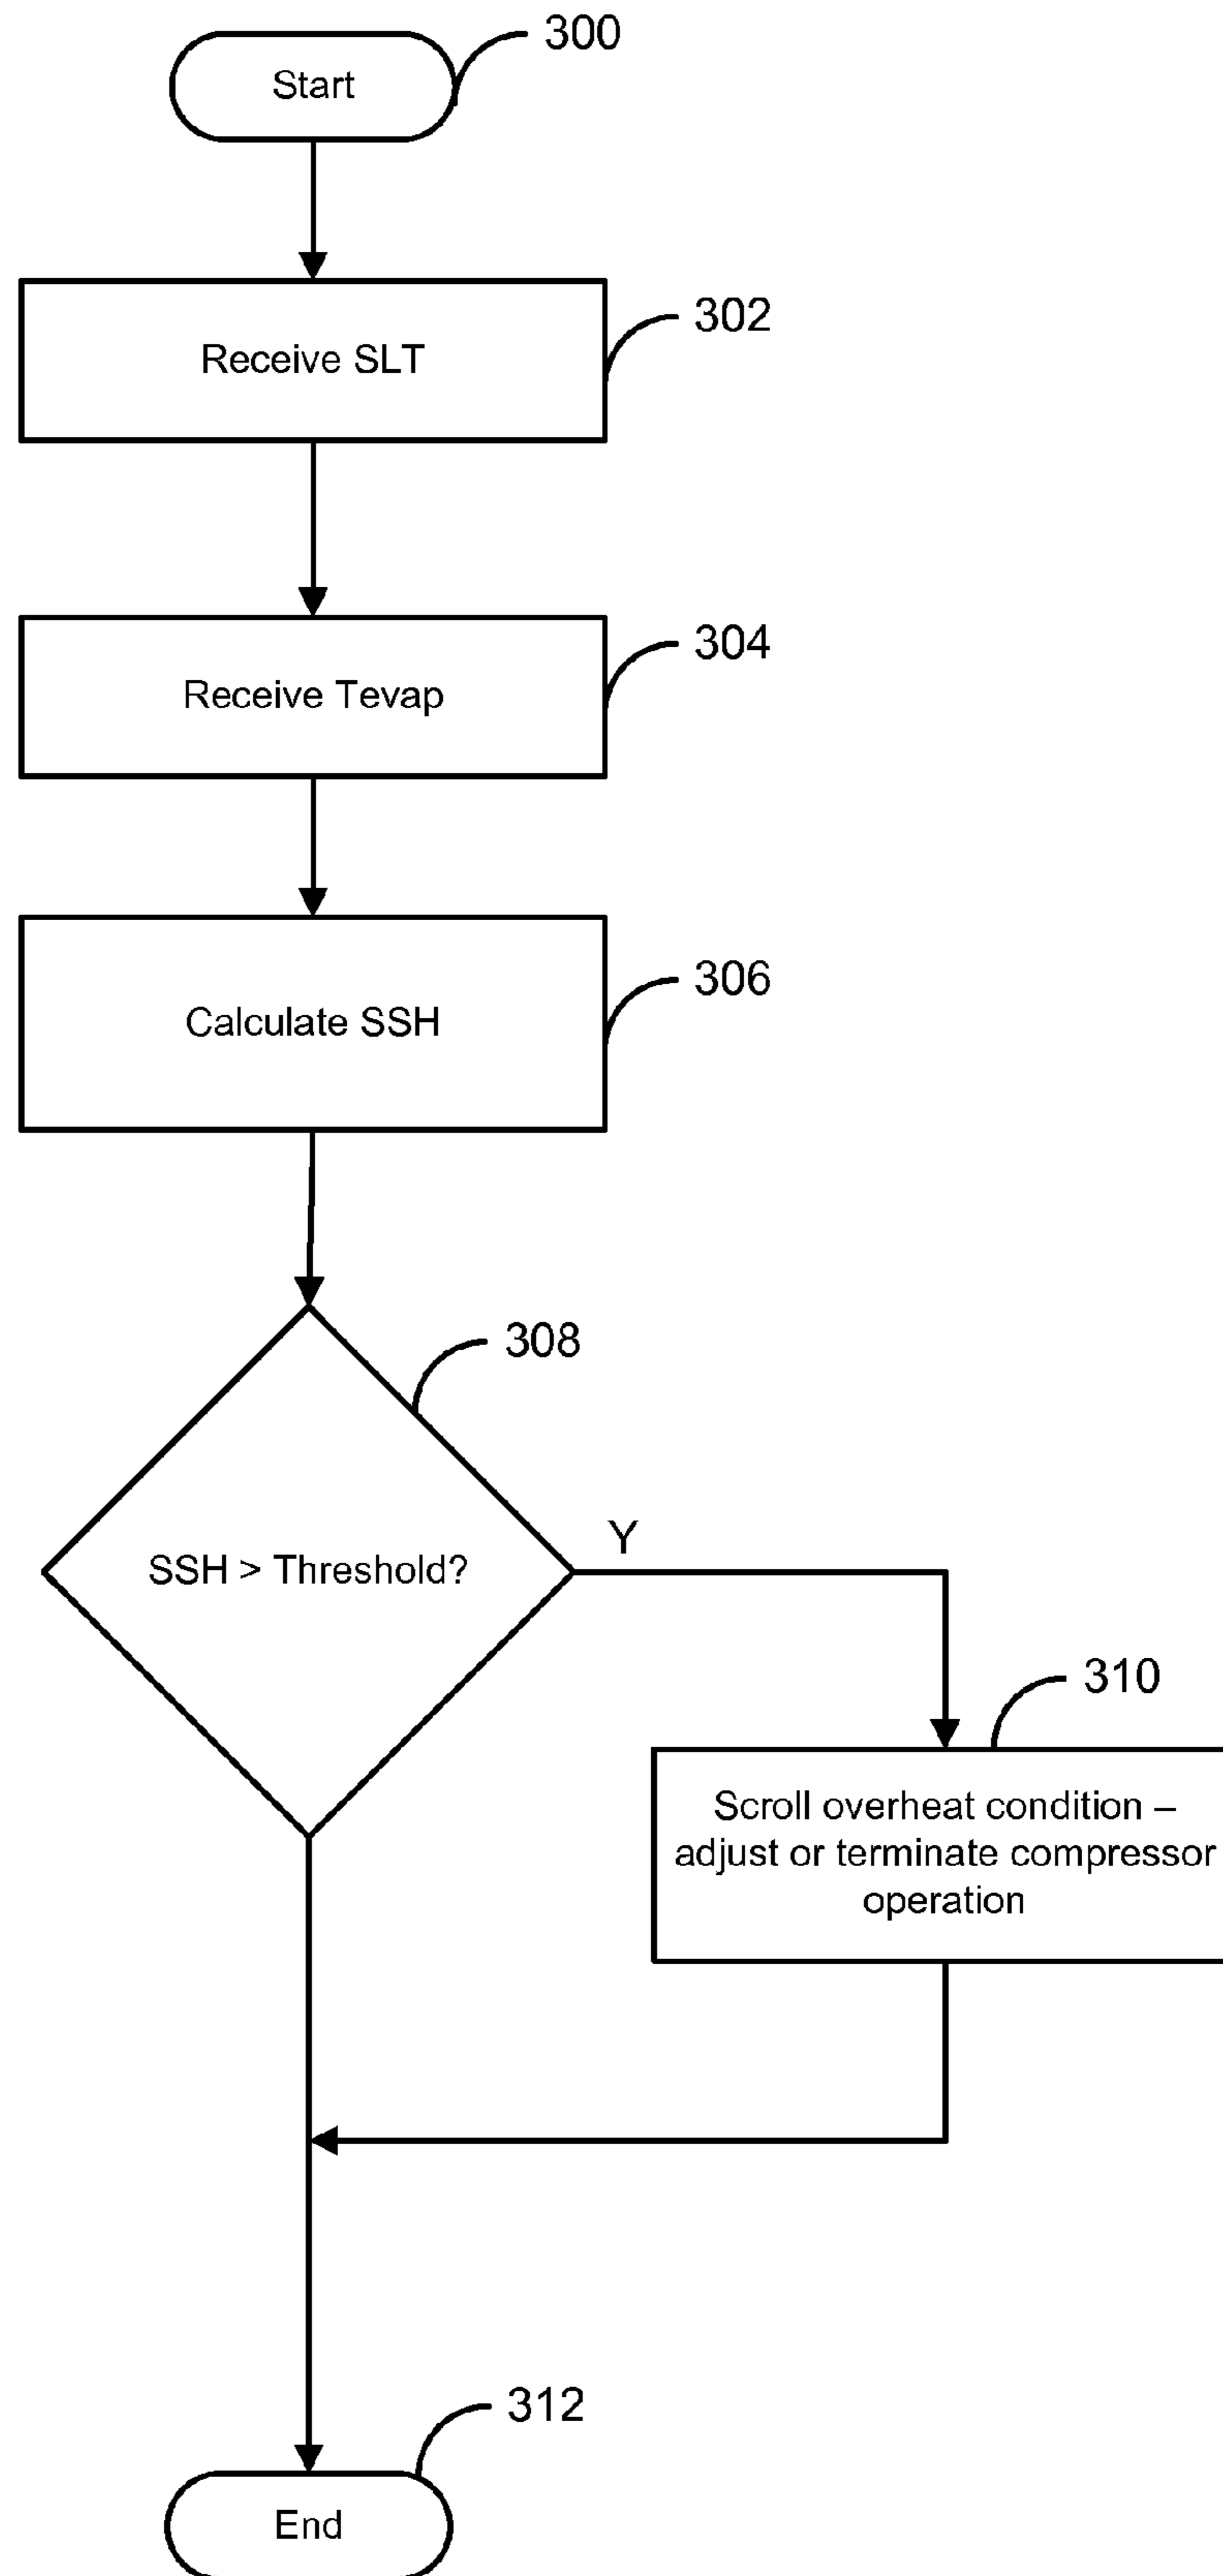 300
Start
302
Receive SLT
304
Receive Tevap
306
Calculate SSH
308
SSH > Threshold?
Y
310
Scroll overheat condition –
adjust or terminate compressor
operation
312
End